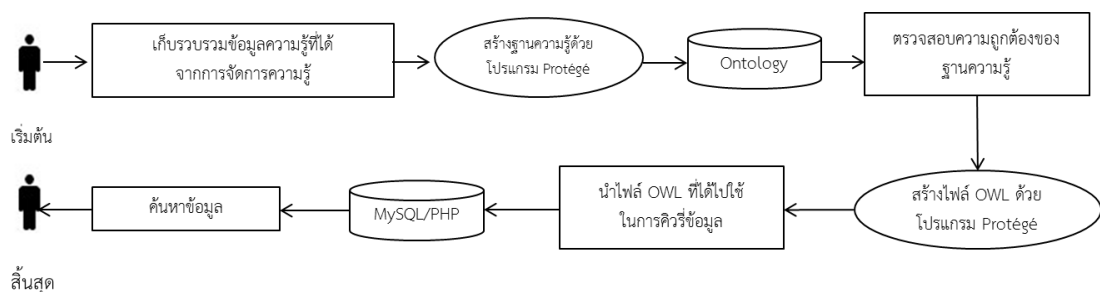 เก็บรวบรวมข้อมูลความรู้ที่ได้
จากการจัดการความรู้
สร้างฐานความรู้ด้วย
โปรแกรม Protégé
Ontology
ตรวจสอบความถูกต้องของ
ฐานความรู้
เริ่มต้น
สร้างไฟล์ OWL ด้วย
โปรแกรม Protégé
นำไฟล์ OWL ที่ได้ไปใช้
ในการคิวรี่ข้อมูล
MySQL/PHP
ค้นหาข้อมูล
สิ้นสุด